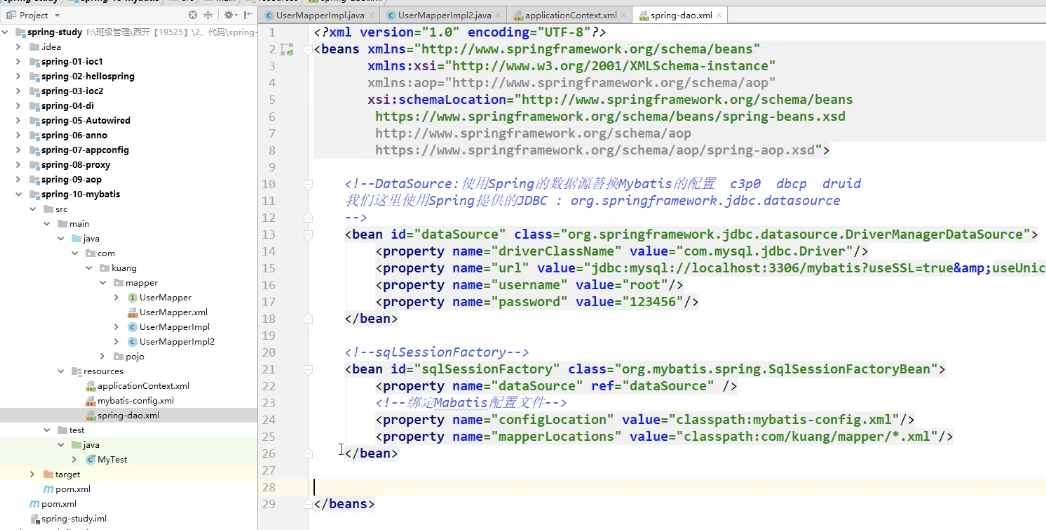 Project
UserMapperImpl.java
UserMapperImpl2.java
applicationContext.xml
spring-dao.xml
spring-study F:\班级管理\西开【19525】\2、代码\spring-
.idea
spring-01-ioc1
spring-02-hellospring
spring-03-ioc2
spring-04-di
spring-05-Autowired
spring-06-anno
spring-07-appconfig
spring-08-proxy
spring-09-aop
spring-10-mybatis
src
main
java
com
kuang
mapper
UserMapper
UserMapper.xml
UserMapperImpl
UserMapperImpl2
pojo
resources
applicationContext.xml
mybatis-config.xml
spring-dao.xml
test
java
MyTest
target
pom.xml
pom.xml
spring-study.iml
1 <?xml version="1.0" encoding="UTF-8"?>
2 <beans xmlns="http://www.springframework.org/schema/beans"
3 xmlns:xsi="http://www.w3.org/2001/XMLSchema-instance"
4 xmlns:aop="http://www.springframework.org/schema/aop"
5 xsi:schemaLocation="http://www.springframework.org/schema/beans
6 https://www.springframework.org/schema/beans/spring-beans.xsd
7 http://www.springframework.org/schema/aop
8 https://www.springframework.org/schema/aop/spring-aop.xsd">
9
10 <!--DataSource:使用Spring的数据源替换Mybatis的配置 c3p0 dbcp druid
11 我们这里使用Spring提供的JDBC : org.springframework.jdbc.datasource
12 -->
13 <bean id="dataSource" class="org.springframework.jdbc.datasource.DriverManagerDataSource">
14 <property name="driverClassName" value="com.mysql.jdbc.Driver"/>
15 <property name="url" value="jdbc:mysql://localhost:3306/mybatis?useSSL=true&amp;useUnic
16 <property name="username" value="root"/>
17 <property name="password" value="123456"/>
18 </bean>
19
20 <!--sqlSessionFactory-->
21 <bean id="sqlSessionFactory" class="org.mybatis.spring.SqlSessionFactoryBean">
22 <property name="dataSource" ref="dataSource" />
23 <!--绑定Mabatis配置文件-->
24 <property name="configLocation" value="classpath:mybatis-config.xml"/>
25 <property name="mapperLocations" value="classpath:com/kuang/mapper/*.xml"/>
26 </bean>
27
28
29 </beans>